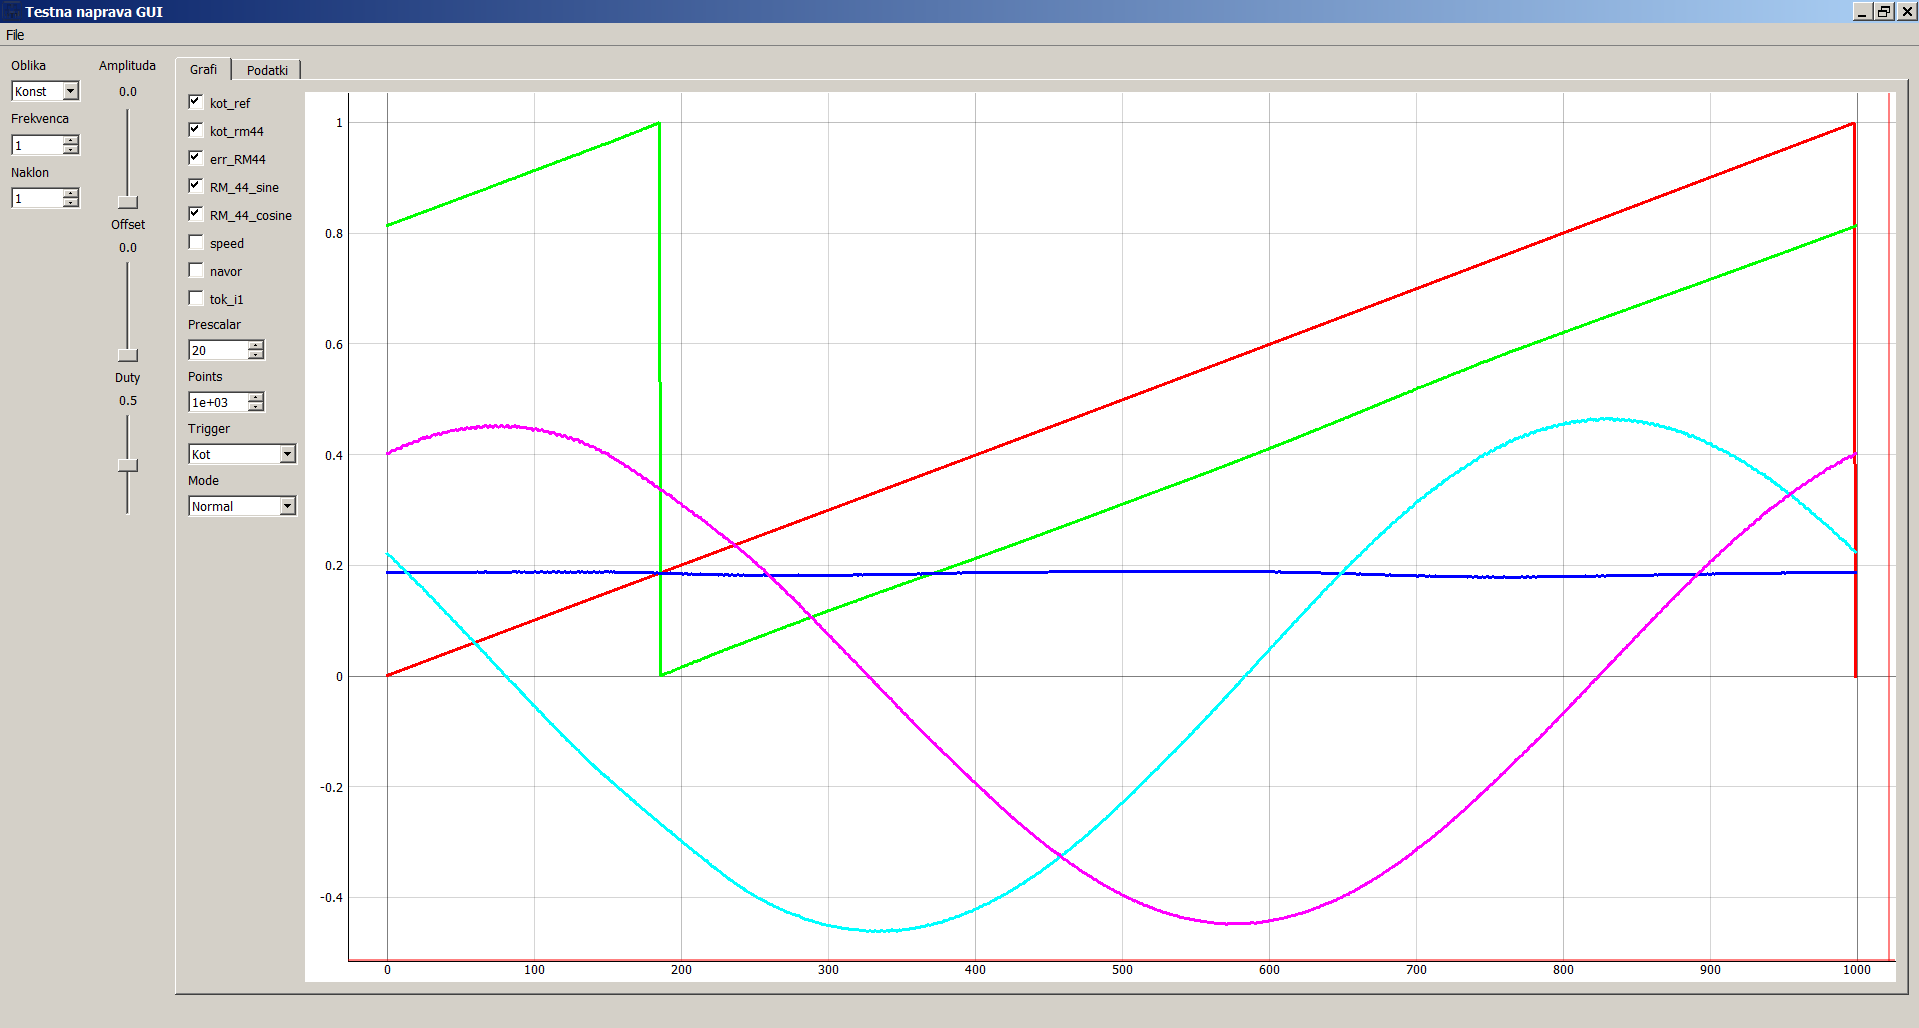 Testna naprava GUI
File
Oblika
Amplituda
Konst
0.0
Frekvenca
1
Naklon
1
Offset
0.0
Duty
0.5
Grafi
Podatki
kot_ref
kot_rm44
err_RM44
RM_44_sine
RM_44_cosine
speed
navor
tok_i1
Prescalar
20
Points
1e+03
Trigger
Kot
Mode
Normal
1
0.8
0.6
0.4
0.2
0
-0.2
-0.4
0 100 200 300 400 500 600 700 800 900 1000